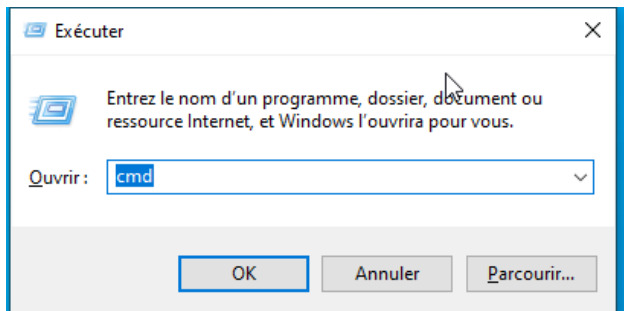 Exécuter
Entrez le nom d'un programme, dossier, document ou
ressource Internet, et Windows l'ouvrira pour vous.
Ouvrir : cmd
OK Annuler Parcourir...